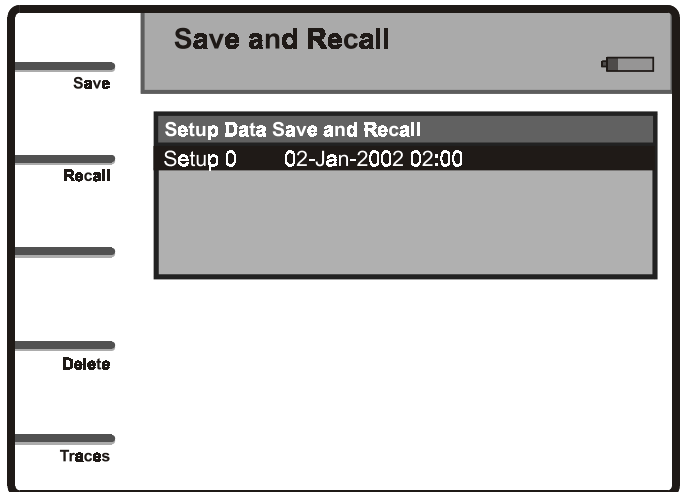 Save and Recall
Save
Setup Data Save and Recall
Setup 0 02-Jan-2002 02:00
Recall
Delete
Traces